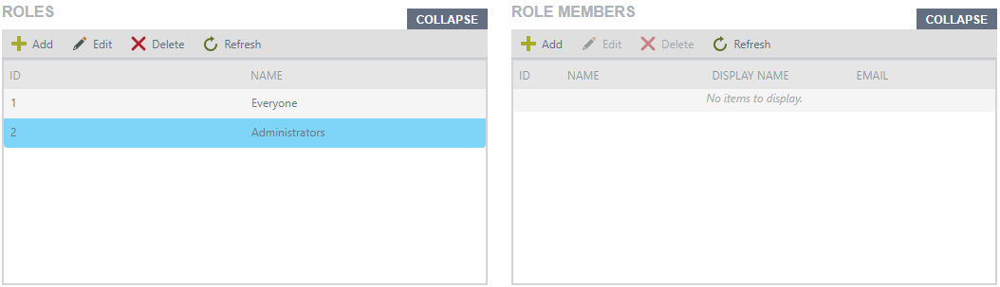 ROLES
COLLAPSE
Add Edit Delete Refresh
ID NAME
1 Everyone
2 Administrators
ROLE MEMBERS
COLLAPSE
Add Edit Delete Refresh
ID NAME DISPLAY NAME EMAIL
No items to display.